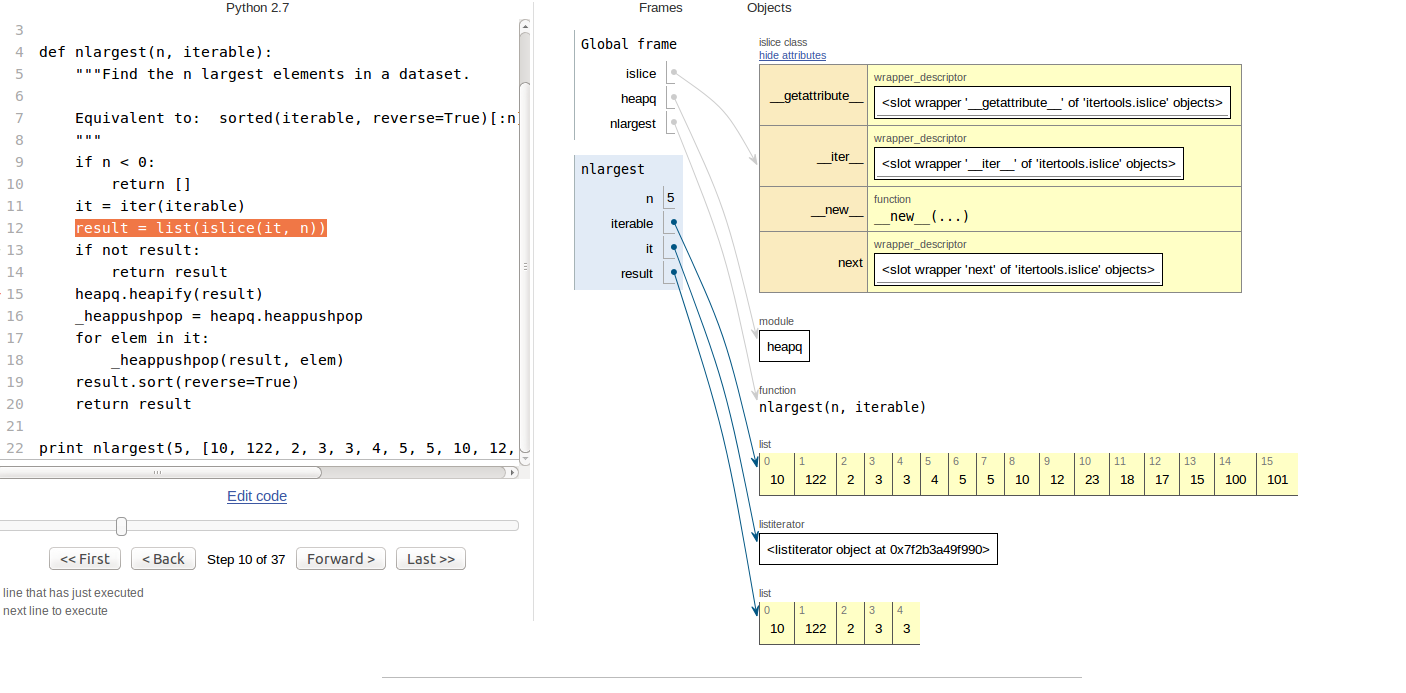 Python 2.7
3
4 def nlargest(n, iterable):
5     """Find the n largest elements in a dataset.
6
7     Equivalent to:  sorted(iterable, reverse=True)[:n]
8     """
9     if n < 0:
10         return []
11     it = iter(iterable)
12     result = list(islice(it, n))
13     if not result:
14         return result
15     heapq.heapify(result)
16     _heappushpop = heapq.heappushpop
17     for elem in it:
18         _heappushpop(result, elem)
19     result.sort(reverse=True)
20     return result
21
22 print nlargest(5, [10, 122, 2, 3, 3, 4, 5, 5, 10, 12,
Edit code
<< First < Back Step 10 of 37 Forward > Last >>
line that has just executed
next line to execute
Frames Objects
Global frame
islice
heapq
nlargest
nlargest
n 5
iterable
it
result
islice class
hide attributes
wrapper_descriptor
__getattribute__ <slot wrapper '__getattribute__' of 'itertools.islice' objects>
wrapper_descriptor
__iter__ <slot wrapper '__iter__' of 'itertools.islice' objects>
function
__new__ __new__(...)
wrapper_descriptor
next <slot wrapper 'next' of 'itertools.islice' objects>
module
heapq
function
nlargest(n, iterable)
list
0 1 2 3 4 5 6 7 8 9 10 11 12 13 14 15
10 122 2 3 3 4 5 5 10 12 23 18 17 15 100 101
listiterator
<listiterator object at 0x7f2b3a49f990>
list
0 1 2 3 4
10 122 2 3 3